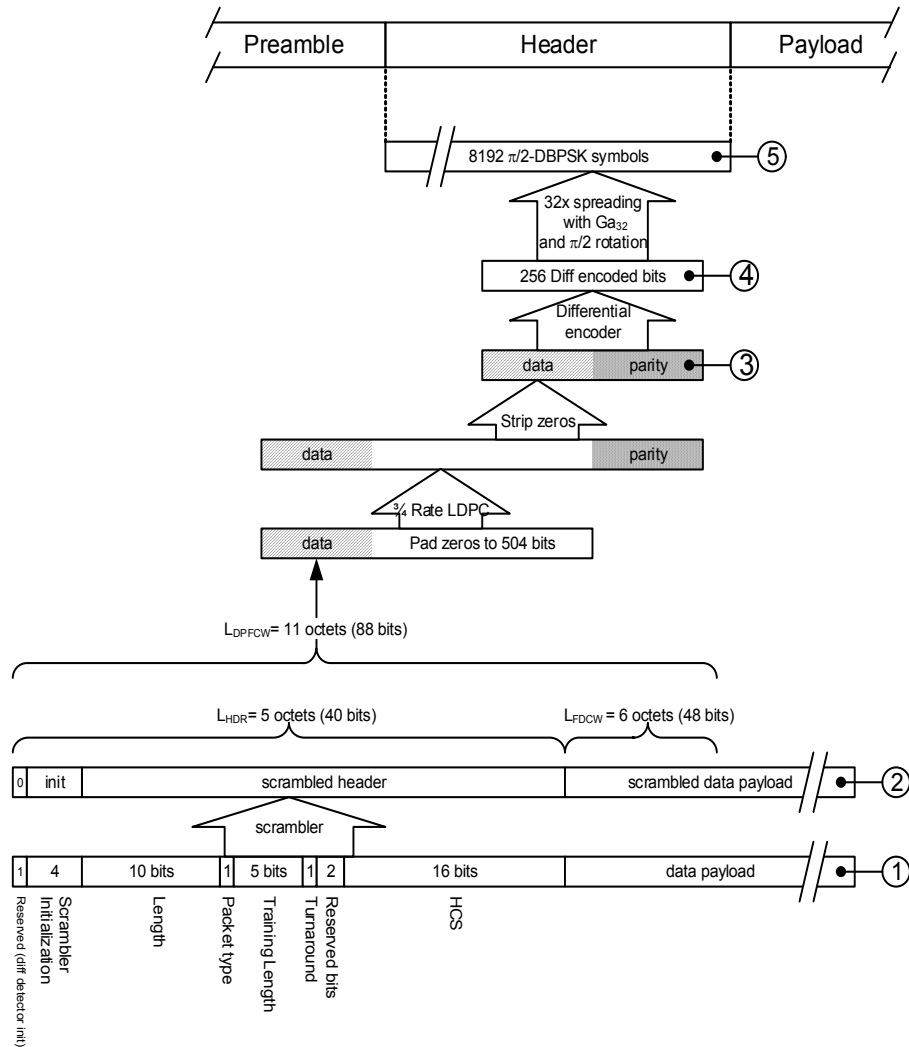 Preamble
Header
Payload
8192 π/2-DBPSK symbols
5
32x spreading
with Ga32
and π/2 rotation
256 Diff encoded bits
4
Differential
encoder
data
parity
3
Strip zeros
data
parity
¾ Rate LDPC
data
Pad zeros to 504 bits
LDPFCW= 11 octets (88 bits)
LHDR= 5 octets (40 bits)
LFDCW = 6 octets (48 bits)
0
init
scrambled header
scrambled data payload
2
scrambler
1
4
10 bits
1
5 bits
1
2
16 bits
data payload
1
Reserved (diff detector init)
Scrambler
Initialization
Length
Packet type
Training Length
Turnaround
Reserved bits
HCS